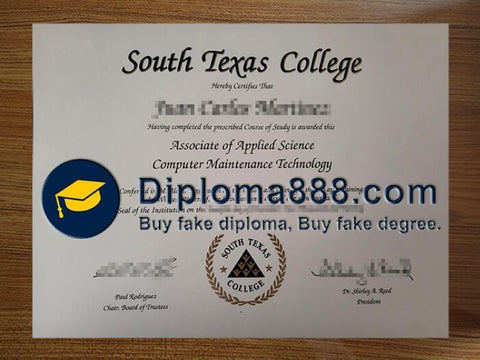 South Texas College
Hereby Certifies That
Having completed the prescribed Course of Study is awarded this
Associate of Applied Science
Computer Maintenance Technology
Diploma888.com
Buy fake diploma, Buy fake degree.
Seal of the Institution on this
SOUTH TEXAS
COLLEGE
Paul Rodriguez
Chair, Board of Trustees
Dr. Shirley A. Reed
President